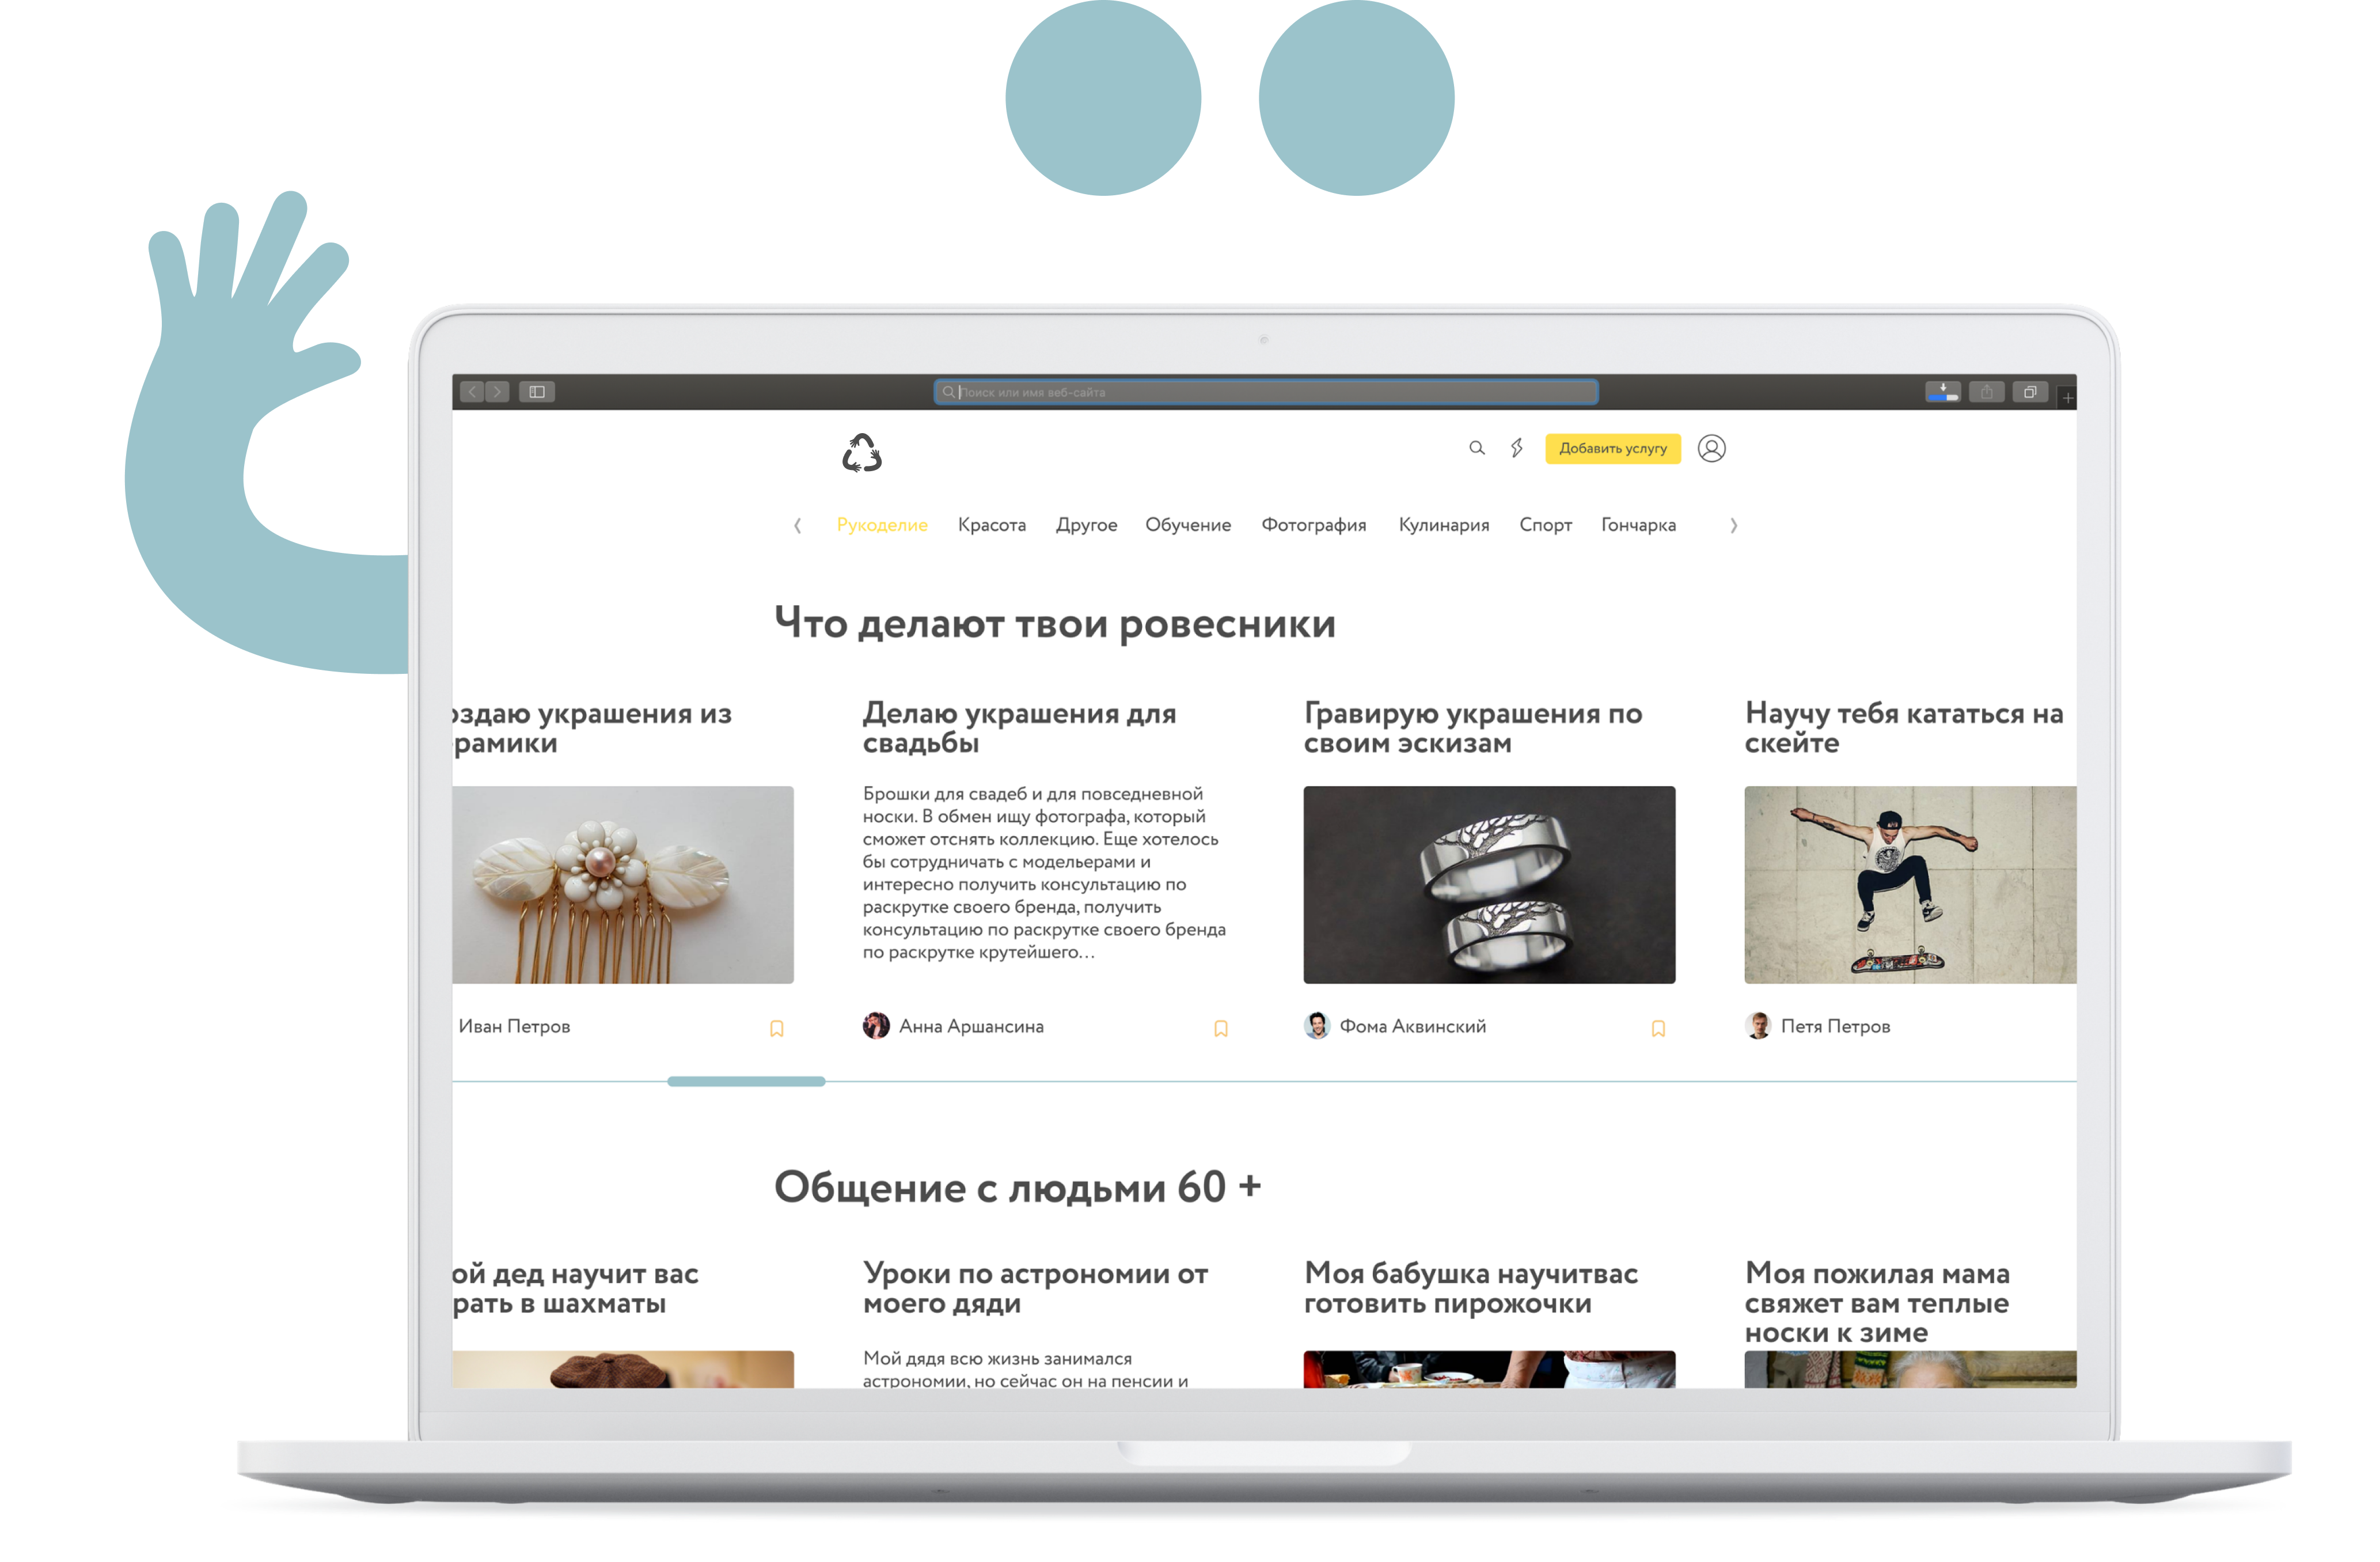 Поиск или имя веб-сайта
Добавить услугу
Рукоделие Красота Другое Обучение Фотография Кулинария Спорт Гончарка
Что делают твои ровесники
оздаю украшения из
рамики
Иван Петров
Делаю украшения для
свадьбы
Брошки для свадеб и для повседневной
носки. В обмен ищу фотографа, который
сможет отснять коллекцию. Еще хотелось
бы сотрудничать с модельерами и
интересно получить консультацию по
раскрутке своего бренда, получить
консультацию по раскрутке своего бренда
по раскрутке крутейшего...
Анна Аршансина
Гравирую украшения по
своим эскизам
Фома Аквинский
Научу тебя кататься на
скейте
Петя Петров
Общение с людьми 60 +
ой дед научит вас
рать в шахматы
Уроки по астрономии от
моего дяди
Мой дядя всю жизнь занимался
астрономии, но сейчас он на пенсии и
Моя бабушка научитвас
готовить пирожочки
Моя пожилая мама
свяжет вам теплые
носки к зиме